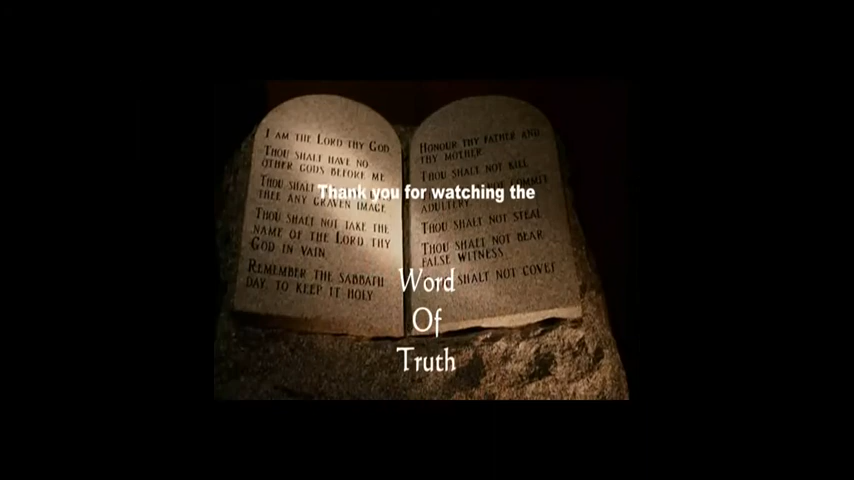 I AM THE LORD THY GOD
THOU SHALT HAVE NO
OTHER GODS BEFORE ME
THOU SHALT
THEE ANY GRAVEN IMAGE
THOU SHALT NOT TAKE THE
NAME OF THE LORD THY
GOD IN VAIN
REMEMBER THE SABBATH
DAY, TO KEEP IT HOLY
HONOUR THY FATHER AND
THY MOTHER
THOU SHALT NOT KILL
COMMIT
ADULTERY.
THOU SHALT NOT STEAL
THOU SHALT NOT BEAR
FALSE WITNESS
SHALT NOT COVET
Thank you for watching the
Word
Of
Truth